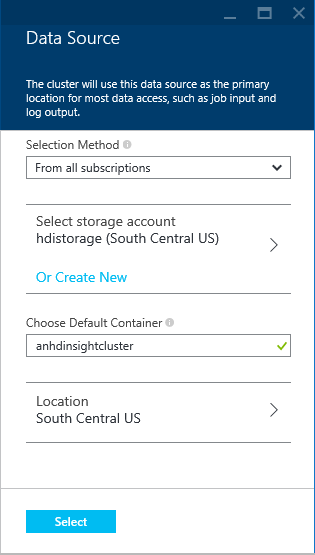 Data Source
The cluster will use this data source as the primary
location for most data access, such as job input and
log output.
Selection Method
From all subscriptions
Select storage account
hdistorage (South Central US)
Or Create New
Choose Default Container
anhdinsightcluster
Location
South Central US
Select